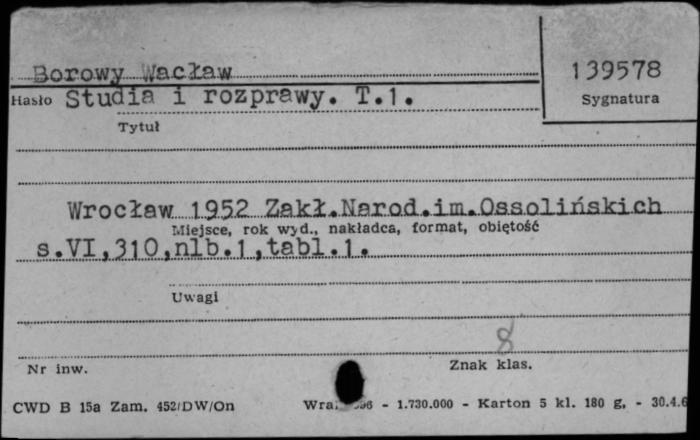 Borowy Wacław
139578
Hasło Studia i rozprawy. T.1.
Sygnatura
Tytuł
Wrocław 1952 Zakł.Narod.im.Ossolińskich
Miejsce, rok wyd., nakładca, format, objętość
s.VI,310,nlb.1,tabl.1.
Uwagi
8
Nr inw.
Znak klas.
CWD B 15a Zam. 452/DW/On - 1.730.000 - Karton 5 kl. 180 g. - 30.4.6